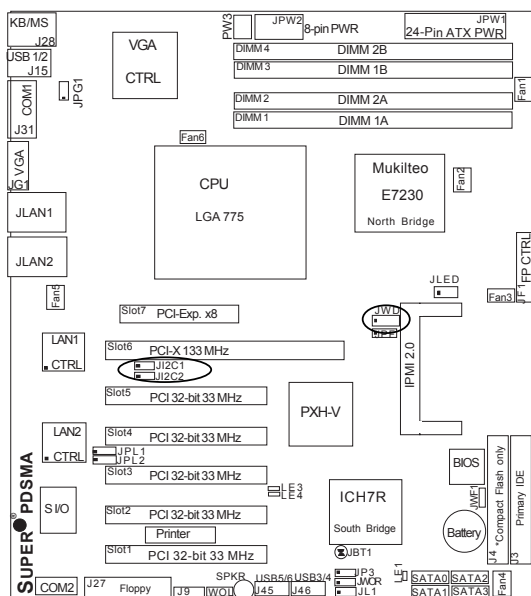 KB/MS
J28
USB 1/2
J15
COM1
J31
VGA
JG1
JLAN1
JLAN2
Fan5
JPG1
VGA
CTRL
PW3
JPW2
8-pin PWR
JPW1
24-Pin ATX PWR
DIMM 4
DIMM 2B
DIMM 3
DIMM 1B
DIMM 2
DIMM 2A
DIMM 1
DIMM 1A
Fan1
Fan6
CPU
LGA 775
Mukilteo
E7230
North Bridge
Fan2
FP CTRL
JF1
Fan3
JLED
JWD
IPMI 2.0
Slot7
PCI-Exp. x8
LAN1
CTRL
Slot6
PCI-X 133 MHz
JI2C1
JI2C2
Slot5
PCI 32-bit 33 MHz
PXH-V
LAN2
CTRL
Slot4
PCI 32-bit 33 MHz
JPL1
JPL2
Slot3
PCI 32-bit 33 MHz
LE3
LE4
BIOS
JWF1
J4
*Compact Flash only
J3
Primary IDE
S I/O
Slot2
PCI 32-bit 33 MHz
Printer
ICH7R
South Bridge
Battery
SUPER PDSMA
Slot1
PCI 32-bit 33 MHz
JBT1
COM2
J27
Floppy
J9
WOL
SPKR
USB5/6
J45
USB3/4
J46
JP3
JWOR
JL1
LE1
SATA0
SATA2
SATA1
SATA3
Fan4